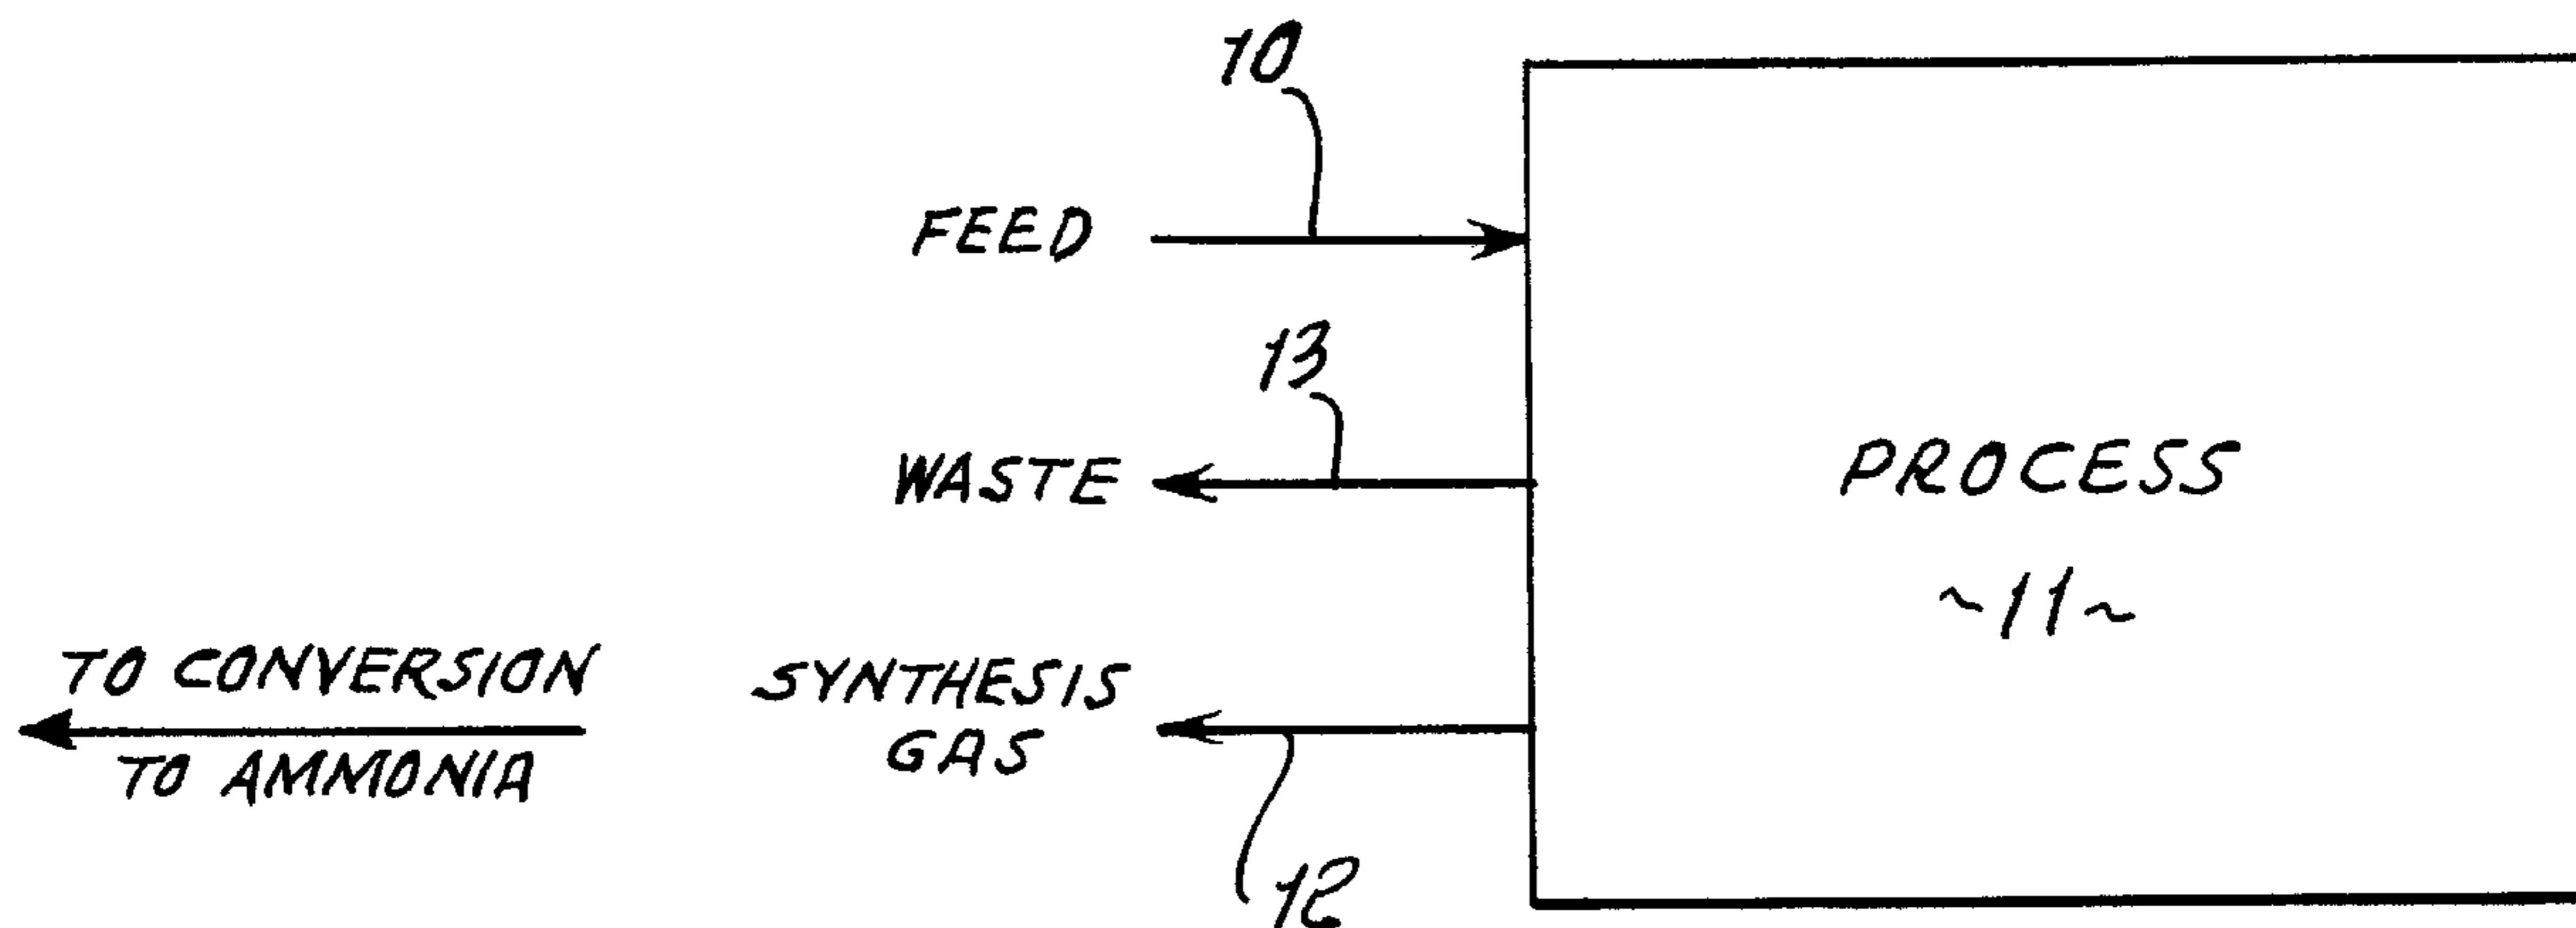 10
FEED
13
WASTE
PROCESS
~11~
TO CONVERSION
TO AMMONIA
SYNTHESIS
GAS
12